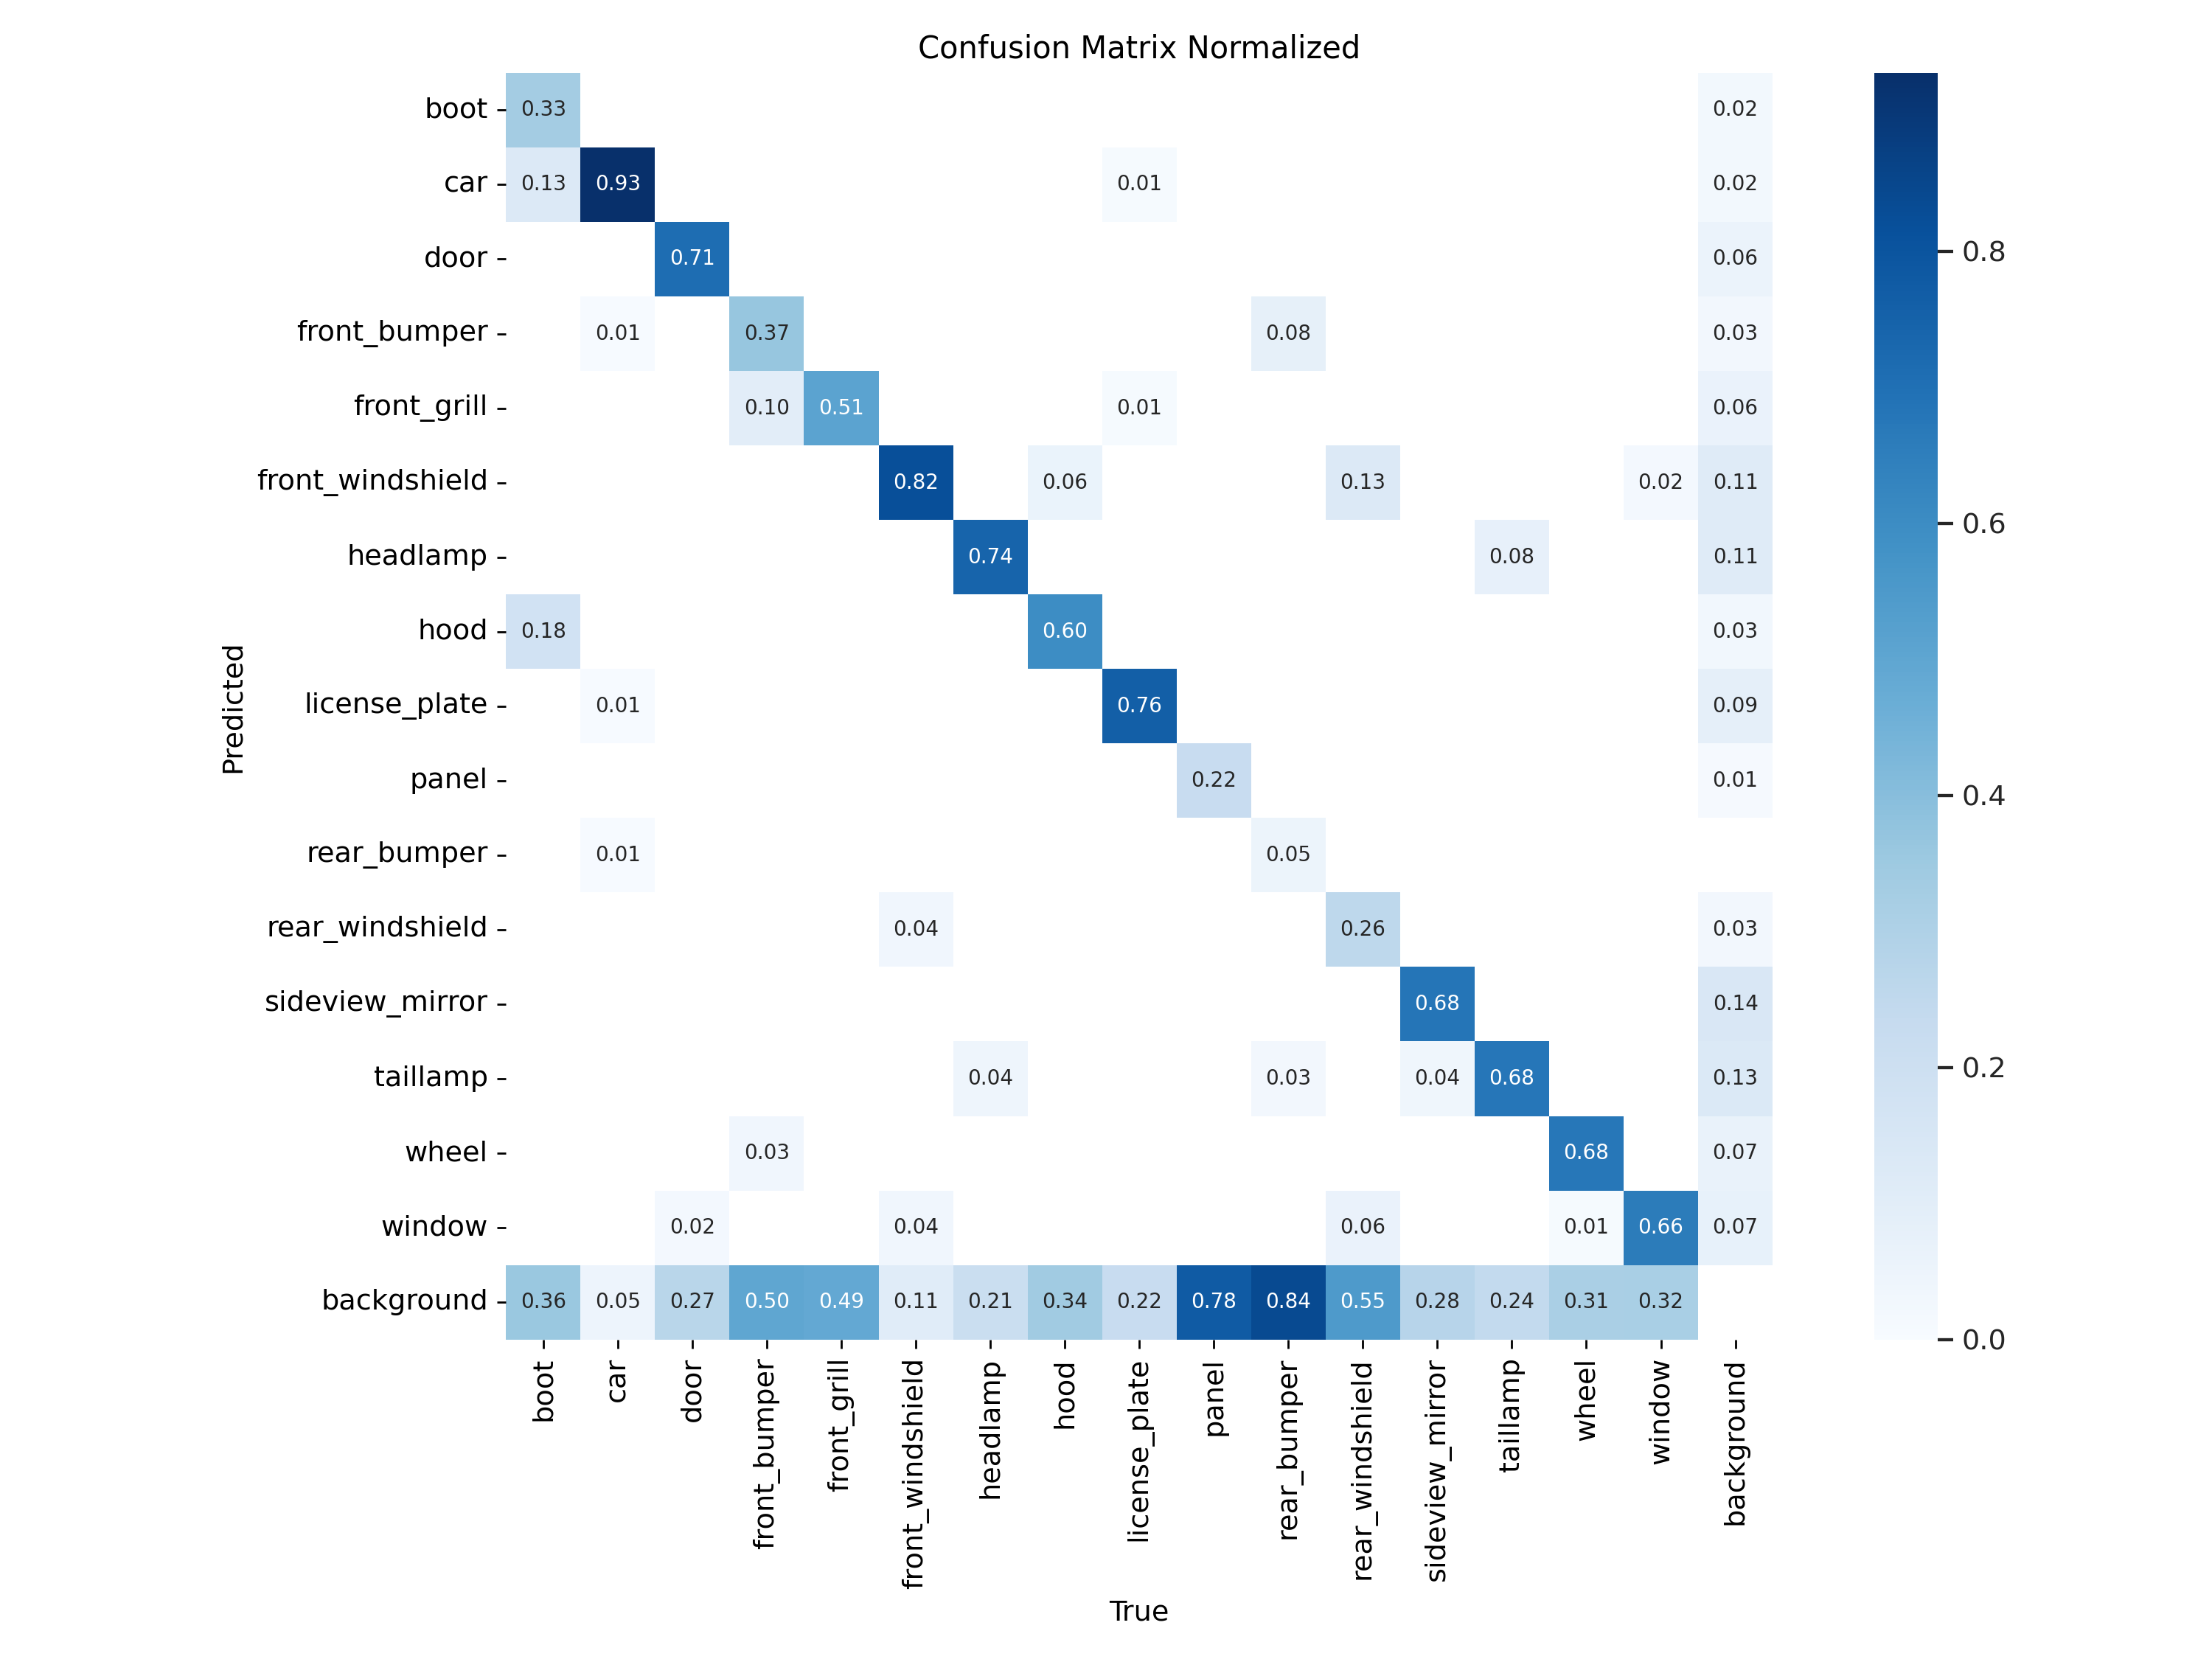 Confusion Matrix Normalized
boot 0.33 0.02
car 0.13 0.93 0.01 0.02
door 0.71 0.06
front_bumper 0.01 0.37 0.08 0.03
front_grill 0.10 0.51 0.01 0.06
front_windshield 0.82 0.06 0.13 0.02 0.11
headlamp 0.74 0.08 0.11
hood 0.18 0.60 0.03
license_plate 0.01 0.76 0.09
panel 0.22 0.01
rear_bumper 0.01 0.05
rear_windshield 0.04 0.26 0.03
sideview_mirror 0.68 0.14
taillamp 0.04 0.03 0.04 0.68 0.13
wheel 0.03 0.68 0.07
window 0.02 0.04 0.06 0.01 0.66 0.07
background 0.36 0.05 0.27 0.50 0.49 0.11 0.21 0.34 0.22 0.78 0.84 0.55 0.28 0.24 0.31 0.32
Predicted
boot
car
door
front_bumper
front_grill
front_windshield
headlamp
hood
license_plate
panel
rear_bumper
rear_windshield
sideview_mirror
taillamp
wheel
window
background
True
0.8
0.6
0.4
0.2
0.0